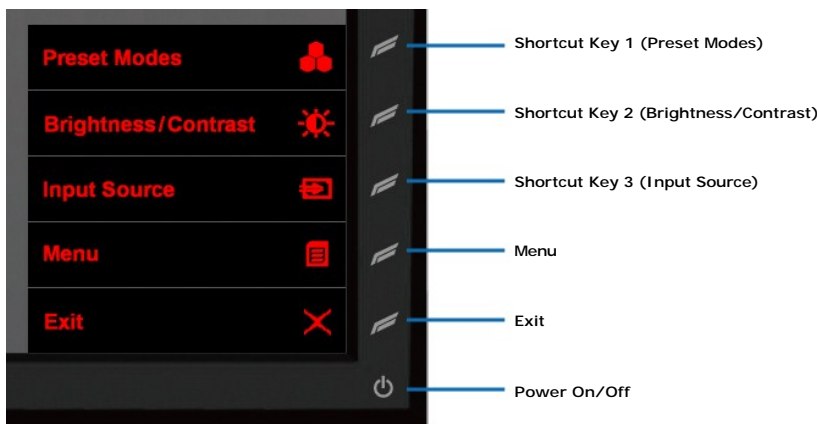 Preset Modes
Shortcut Key 1 (Preset Modes)
Brightness/Contrast
Shortcut Key 2 (Brightness/Contrast)
Input Source
Shortcut Key 3 (Input Source)
Menu
Menu
Exit
Exit
Power On/Off